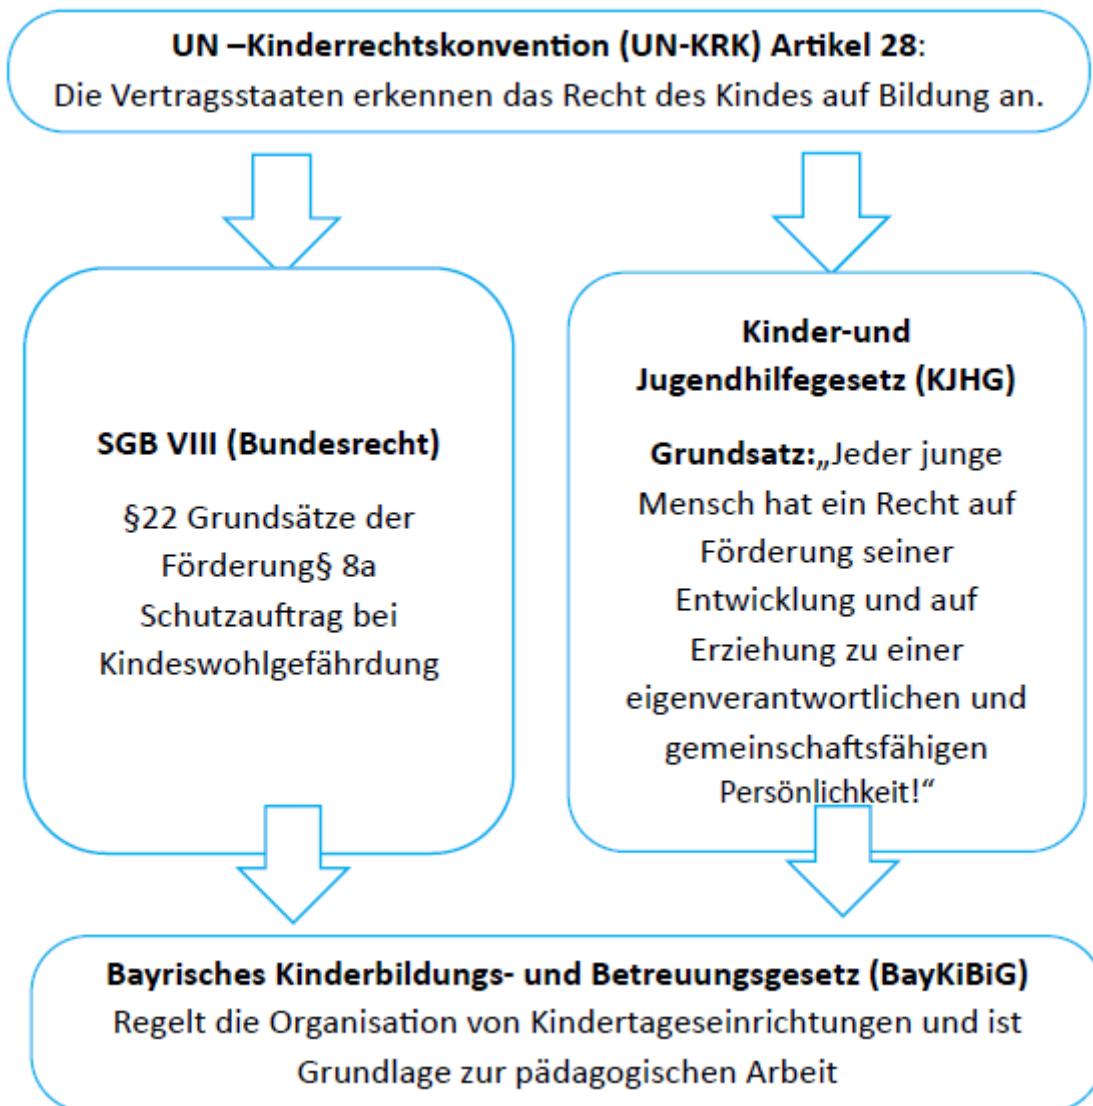 UN –Kinderrechtskonvention (UN-KRK) Artikel 28:
Die Vertragsstaaten erkennen das Recht des Kindes auf Bildung an.
SGB VIII (Bundesrecht)
§22 Grundsätze der
Förderung§ 8a
Schutzauftrag bei
Kindeswohlgefährdung
Kinder-und
Jugendhilfegesetz (KJHG)
Grundsatz:„Jeder junge
Mensch hat ein Recht auf
Förderung seiner
Entwicklung und auf
Erziehung zu einer
eigenverantwortlichen und
gemeinschaftsfähigen
Persönlichkeit!“
Bayrisches Kinderbildungs- und Betreuungsgesetz (BayKiBiG)
Regelt die Organisation von Kindertageseinrichtungen und ist
Grundlage zur pädagogischen Arbeit